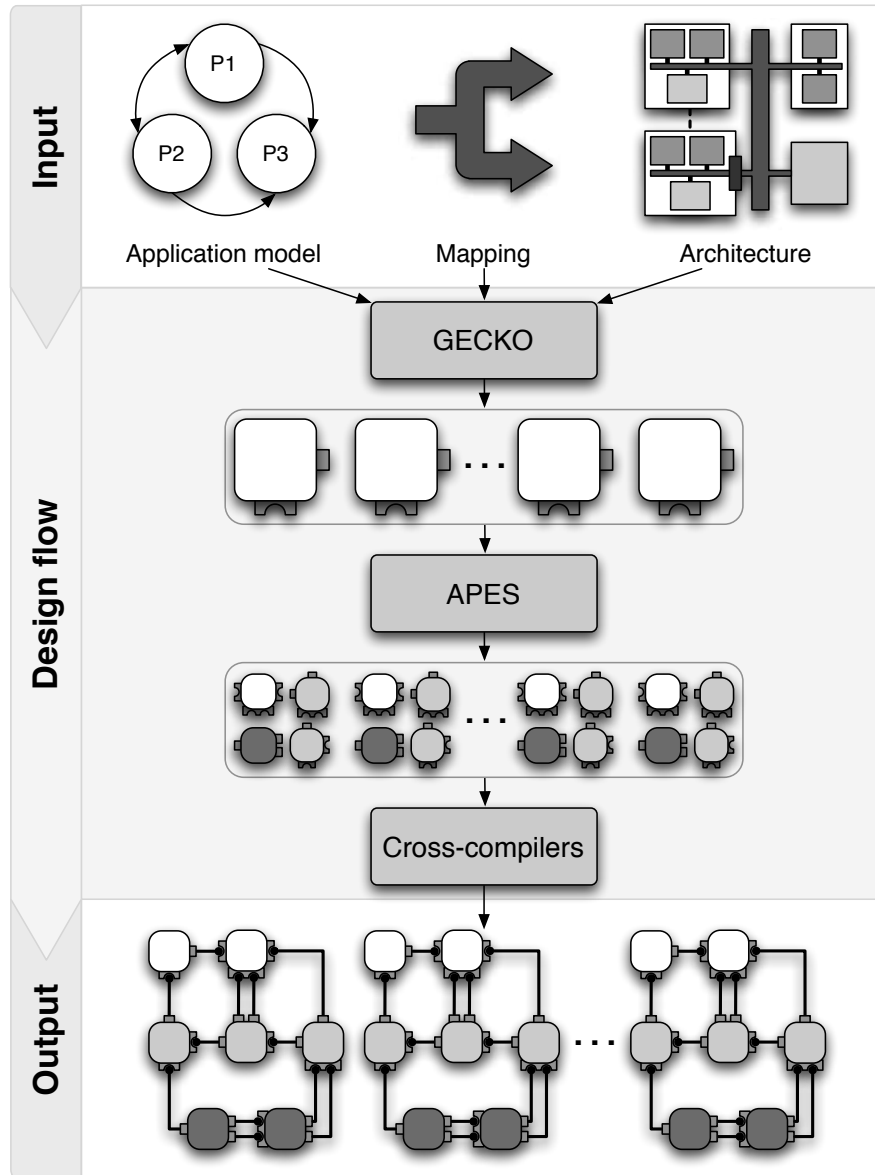 Input
P1
P2
P3
Application model
Mapping
Architecture
Design flow
GECKO
. . .
APES
. . .
Cross-compilers
Output
. . .